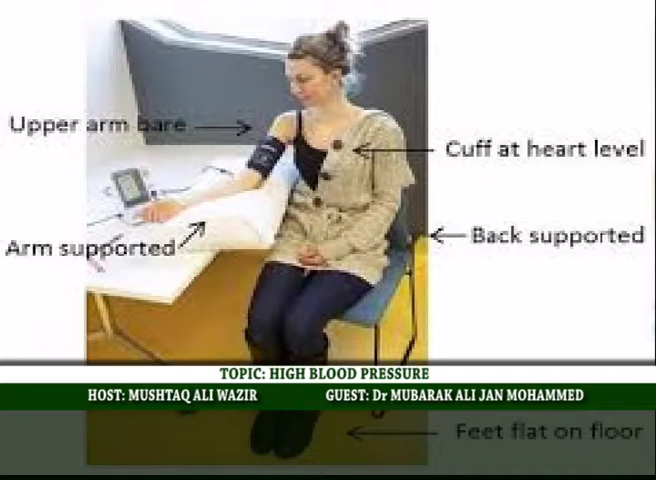 Upper arm bare
Cuff at heart level
Arm supported
Back supported
TOPIC: HIGH BLOOD PRESSURE
HOST: MUSHTAQ ALI WAZIR
GUEST: Dr MUBARAK ALI JAN MOHAMMED
Feet flat on floor